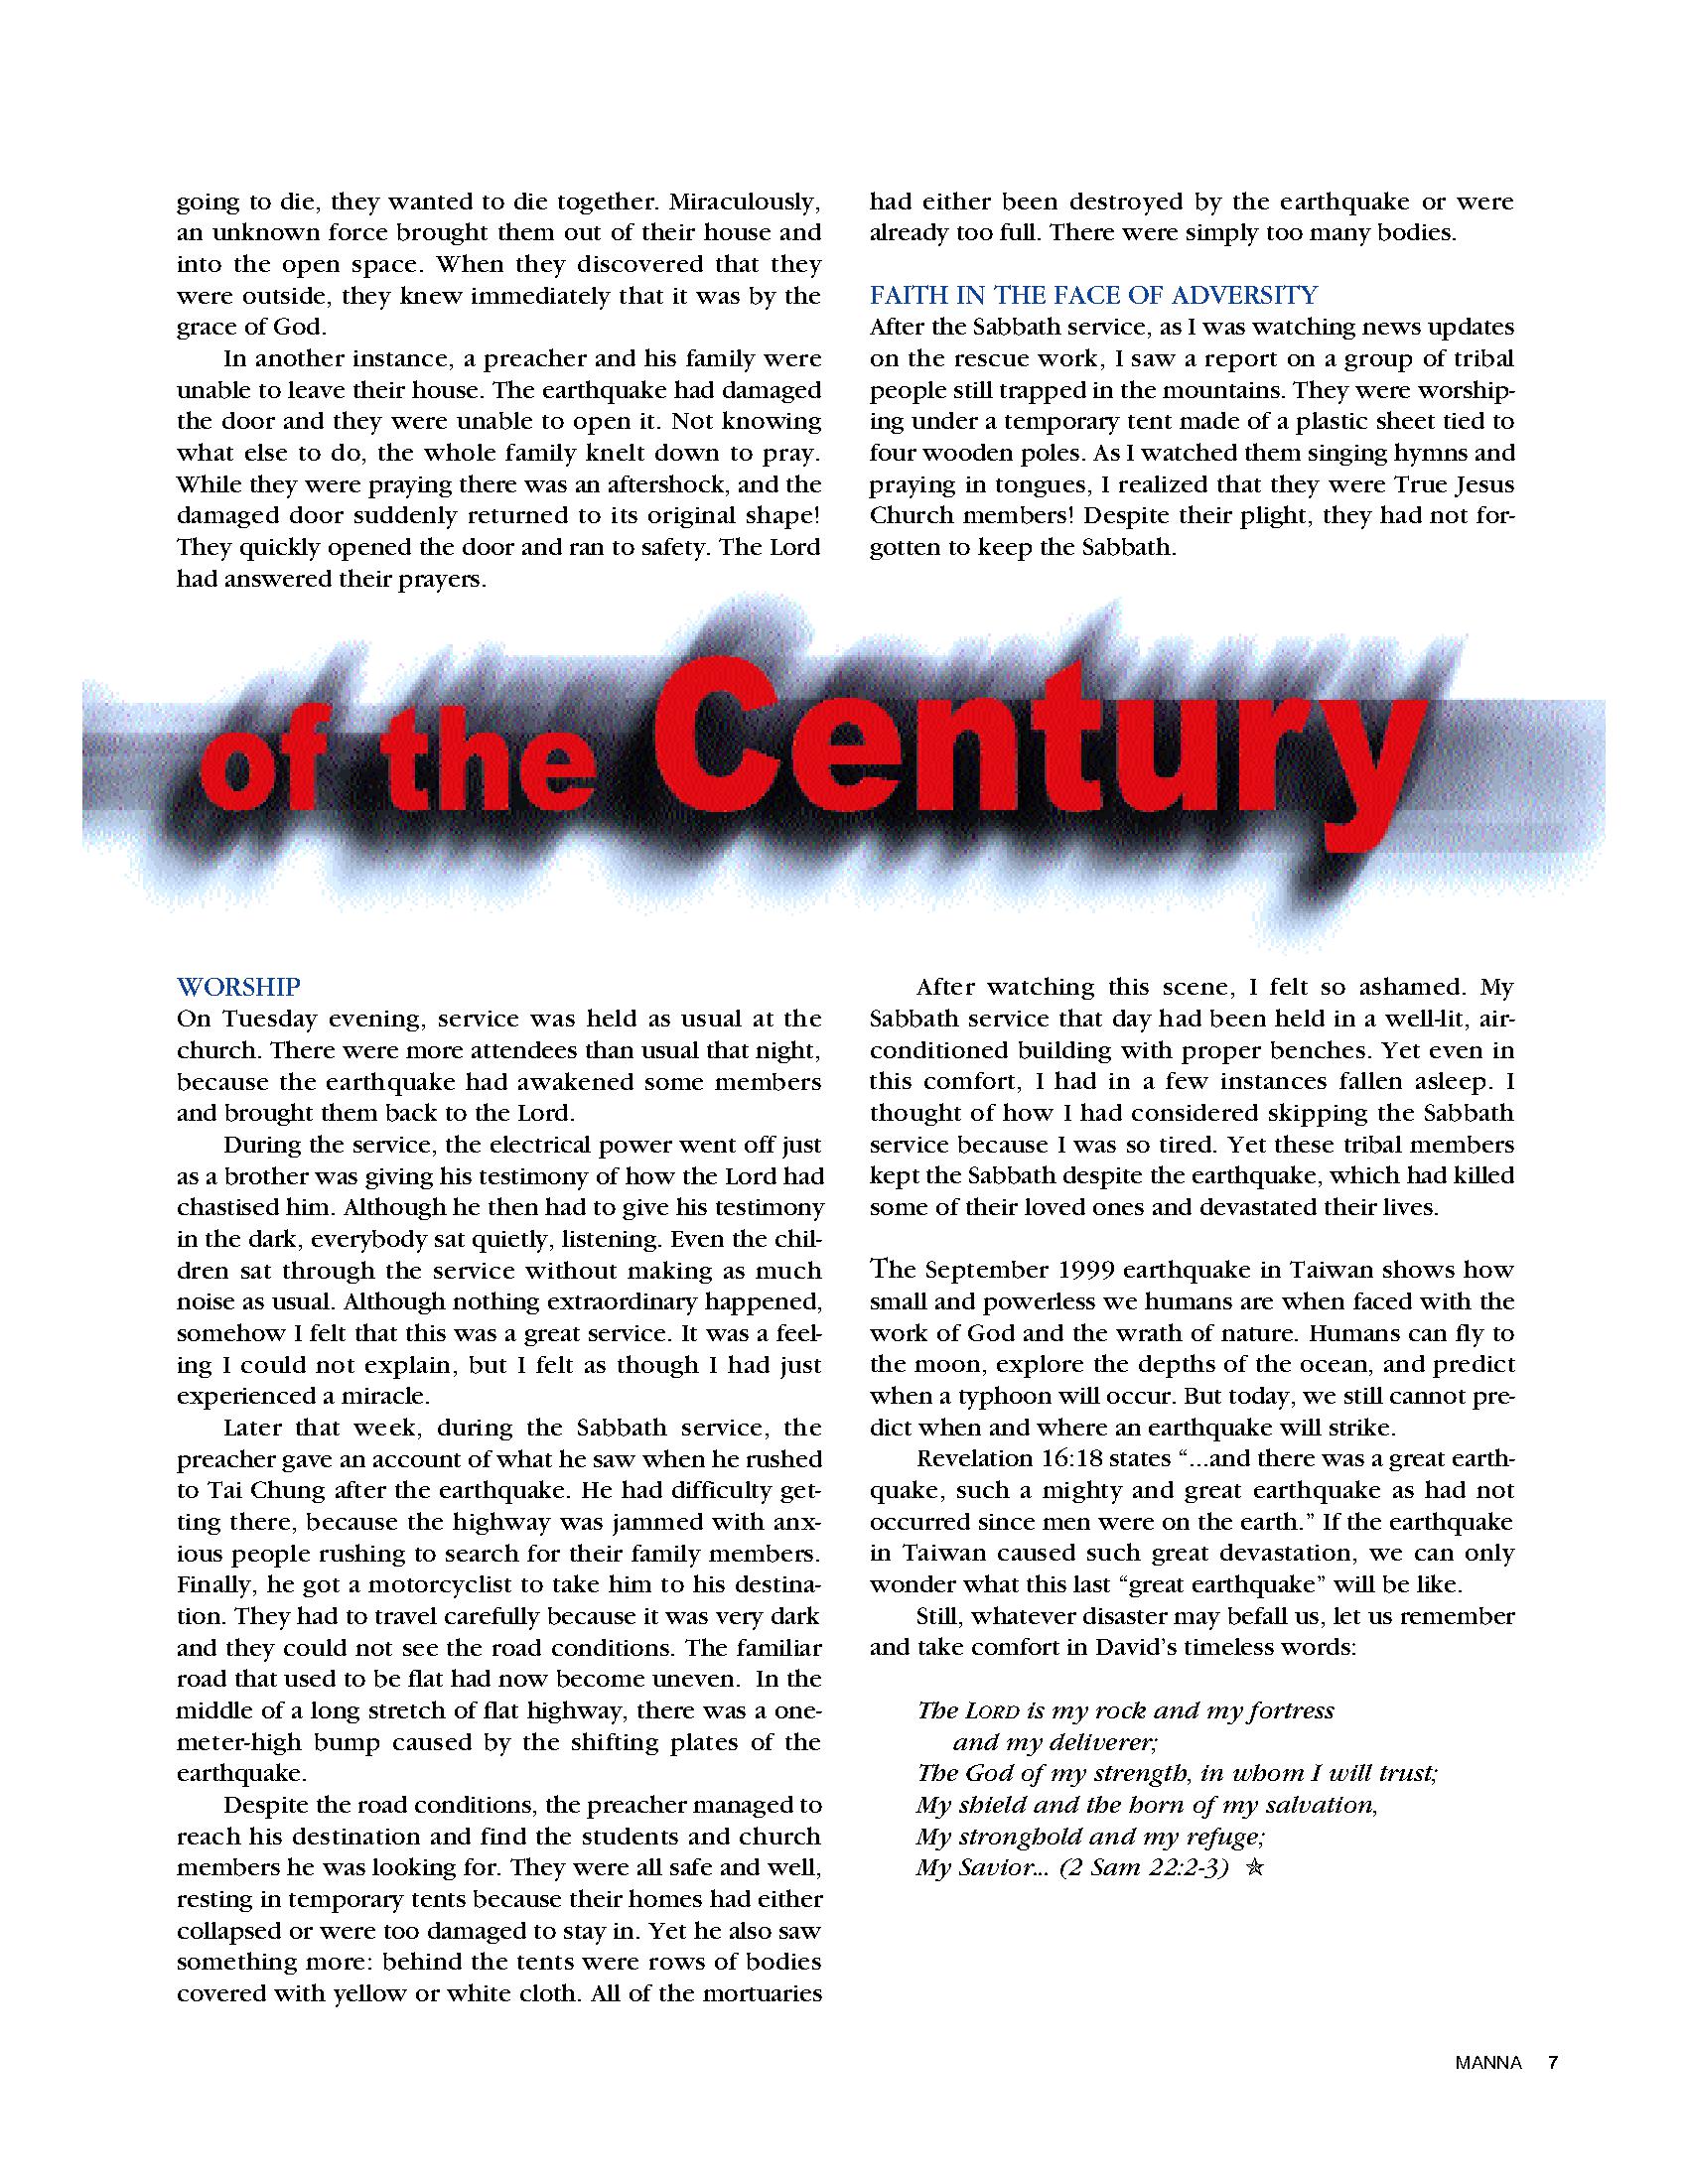 going to die, they wanted to die together. Miraculously,
an unknown force brought them out of their house and
into the open space. When they discovered that they
were outside, they knew immediately that it was by the
grace of God.
In another instance, a preacher and his family were
unable to leave their house. The earthquake had damaged
the door and they were unable to open it. Not knowing
what else to do, the whole family knelt down to pray.
While they were praying there was an aftershock, and the
damaged door suddenly returned to its original shape!
They quickly opened the door and ran to safety. The Lord
had answered their prayers.
had either been destroyed by the earthquake or were
already too full. There were simply too many bodies.
FAITH IN THE FACE OF ADVERSITY
After the Sabbath service, as I was watching news updates
on the rescue work, I saw a report on a group of tribal
people still trapped in the mountains. They were worship-
ing under a temporary tent made of a plastic sheet tied to
four wooden poles. As I watched them singing hymns and
praying in tongues, I realized that they were True Jesus
Church members! Despite their plight, they had not for-
gotten to keep the Sabbath.
of the Century
WORSHIP
On Tuesday evening, service was held as usual at the
church. There were more attendees than usual that night,
because the earthquake had awakened some members
and brought them back to the Lord.
During the service, the electrical power went off just
as a brother was giving his testimony of how the Lord had
chastised him. Although he then had to give his testimony
in the dark, everybody sat quietly, listening. Even the chil-
dren sat through the service without making as much
noise as usual. Although nothing extraordinary happened,
somehow I felt that this was a great service. It was a feel-
ing I could not explain, but I felt as though I had just
experienced a miracle.
Later that week, during the Sabbath service, the
preacher gave an account of what he saw when he rushed
to Tai Chung after the earthquake. He had difficulty get-
ting there, because the highway was jammed with anx-
ious people rushing to search for their family members.
Finally, he got a motorcyclist to take him to his destina-
tion. They had to travel carefully because it was very dark
and they could not see the road conditions. The familiar
road that used to be flat had now become uneven. In the
middle of a long stretch of flat highway, there was a one-
meter-high bump caused by the shifting plates of the
earthquake.
Despite the road conditions, the preacher managed to
reach his destination and find the students and church
members he was looking for. They were all safe and well,
resting in temporary tents because their homes had either
collapsed or were too damaged to stay in. Yet he also saw
something more: behind the tents were rows of bodies
covered with yellow or white cloth. All of the mortuaries
After watching this scene, I felt so ashamed. My
Sabbath service that day had been held in a well-lit, air-
conditioned building with proper benches. Yet even in
this comfort, I had in a few instances fallen asleep. I
thought of how I had considered skipping the Sabbath
service because I was so tired. Yet these tribal members
kept the Sabbath despite the earthquake, which had killed
some of their loved ones and devastated their lives.
The September 1999 earthquake in Taiwan shows how
small and powerless we humans are when faced with the
work of God and the wrath of nature. Humans can fly to
the moon, explore the depths of the ocean, and predict
when a typhoon will occur. But today, we still cannot pre-
dict when and where an earthquake will strike.
Revelation 16:18 states “...and there was a great earth-
quake, such a mighty and great earthquake as had not
occurred since men were on the earth.” If the earthquake
in Taiwan caused such great devastation, we can only
wonder what this last “great earthquake” will be like.
Still, whatever disaster may befall us, let us remember
and take comfort in David’s timeless words:
The LORD is my rock and my fortress
and my deliverer;
The God of my strength, in whom I will trust;
My shield and the horn of my salvation,
My stronghold and my refuge;
My Savior... (2 Sam 22:2-3) ✯
MANNA 7